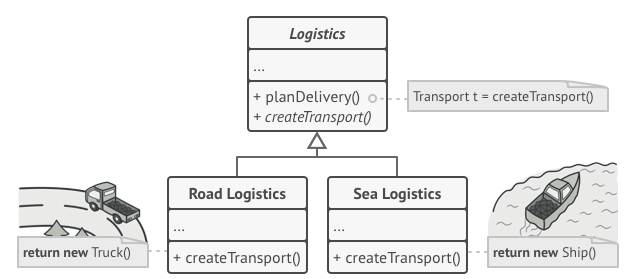 Logistics
...
+ planDelivery()
+ createTransport()
Transport t = createTransport()
Road Logistics
...
+ createTransport()
Sea Logistics
...
+ createTransport()
return new Truck()
return new Ship()